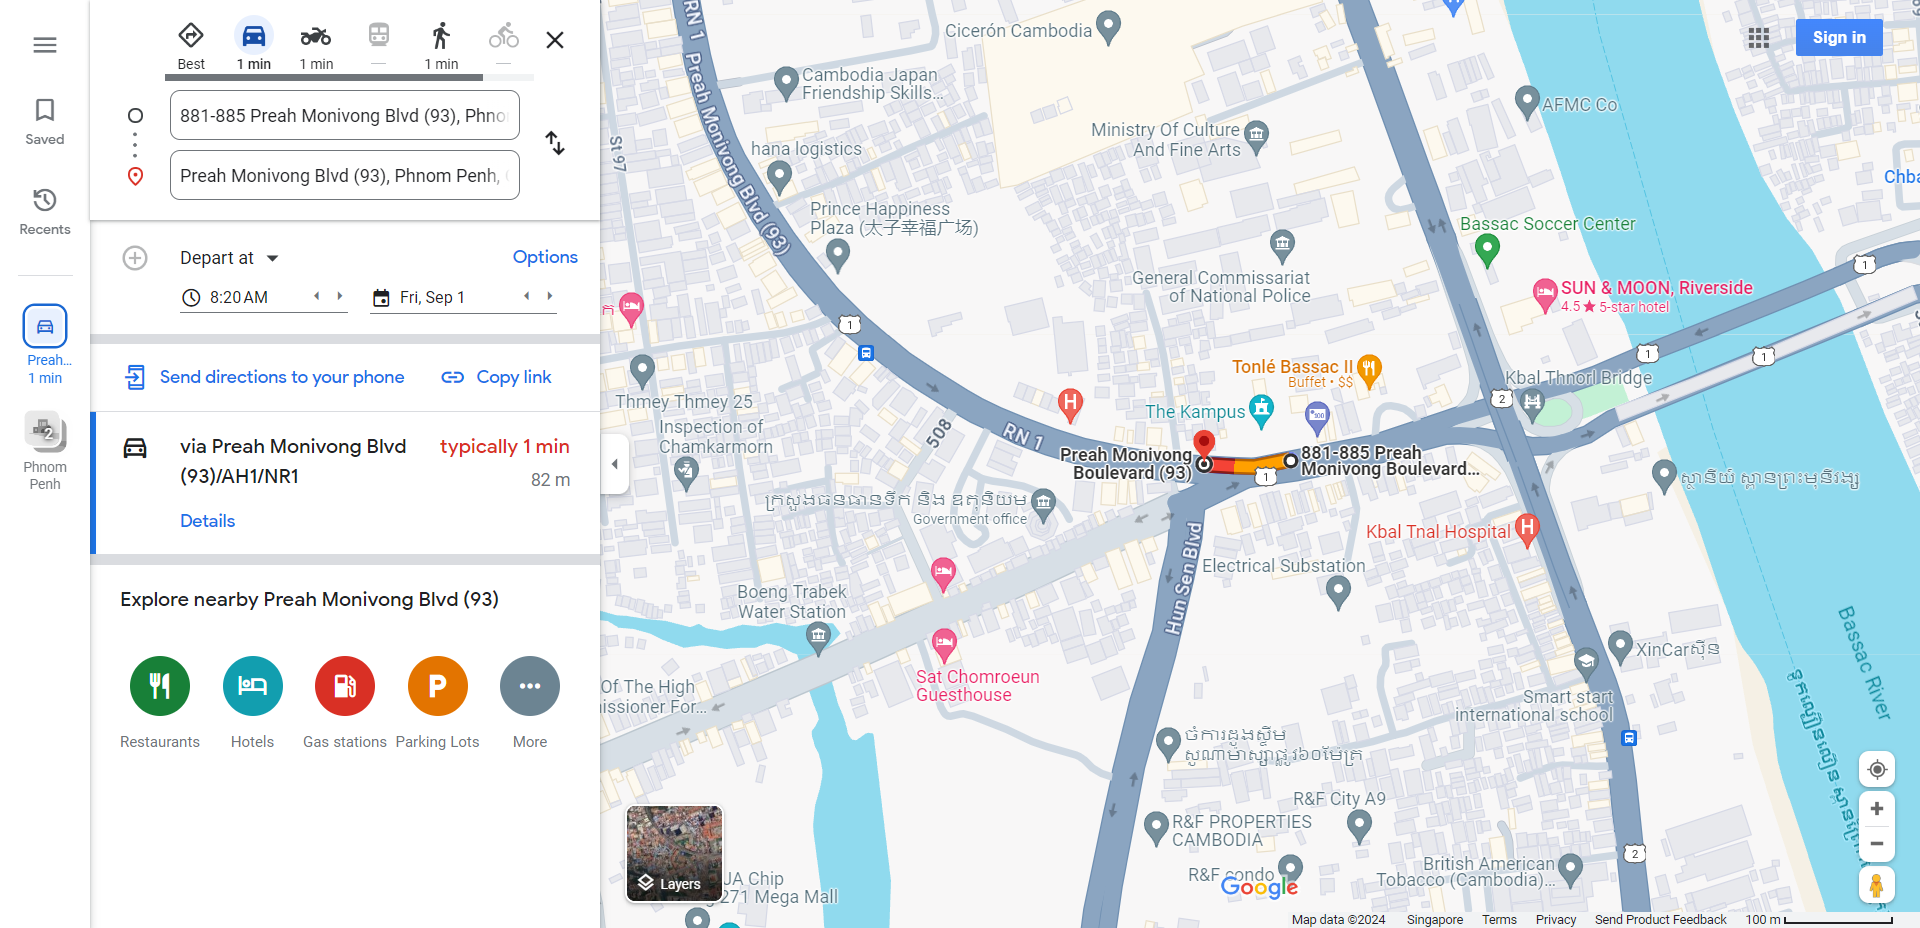 Best
1 min
1 min
1 min
881-885 Preah Monivong Blvd (93), Phno
Preah Monivong Blvd (93), Phnom Penh,
Sign in
Saved
Recents
Preah...
1 min
2
Phnom
Penh
Depart at
Options
8:20 AM
Fri, Sep 1
Send directions to your phone
Copy link
via Preah Monivong Blvd
(93)/AH1/NR1
typically 1 min
82 m
Details
Explore nearby Preah Monivong Blvd (93)
Restaurants
Hotels
Gas stations
P
Parking Lots
More
RN 1
Preah Monivong Blvd (93)
Preah Monivong Blvd (93)
St 97
Cicerón Cambodia
Cambodia Japan
Friendship Skills...
hana logistics
Ministry Of Culture
And Fine Arts
AFMC Co
Chba
Prince Happiness
Plaza (太子幸福广场)
Bassac Soccer Center
General Commissariat
of National Police
SUN & MOON, Riverside
4.5 ★ 5-star hotel
1
1
1
1
Tonlé Bassac II
Buffet • $$
The Kampus
Kbal Thnorl Bridge
2
Thmey Thmey 25
Inspection of
Chamkarmorn
508
RN 1
H
Preah Monivong
Boulevard (93)
881-885 Preah
Monivong Boulevard...
1
ក្រសួងធនធានទឹក និង ឧតុនិយម
Government office
ស្ថានីយ៍ ស្ពានព្រះមុនីវង្ស
Kbal Tnal Hospital
H
Hun Sen Blvd
Electrical Substation
Boeng Trabek
Water Station
Sat Chomroeun
Guesthouse
Of The High
issioner For...
XinCarស៊ីន
Smart start
international school
Bassac River
ចំការដូងស្ទឹម
R&F City A9
R&F PROPERTIES
CAMBODIA
R&F condo
British American
Tobacco (Cambodia)...
2
JA Chip
271 Mega Mall
Layers
Google
Map data ©2024
Singapore
Terms
Privacy
Send Product Feedback
100 m